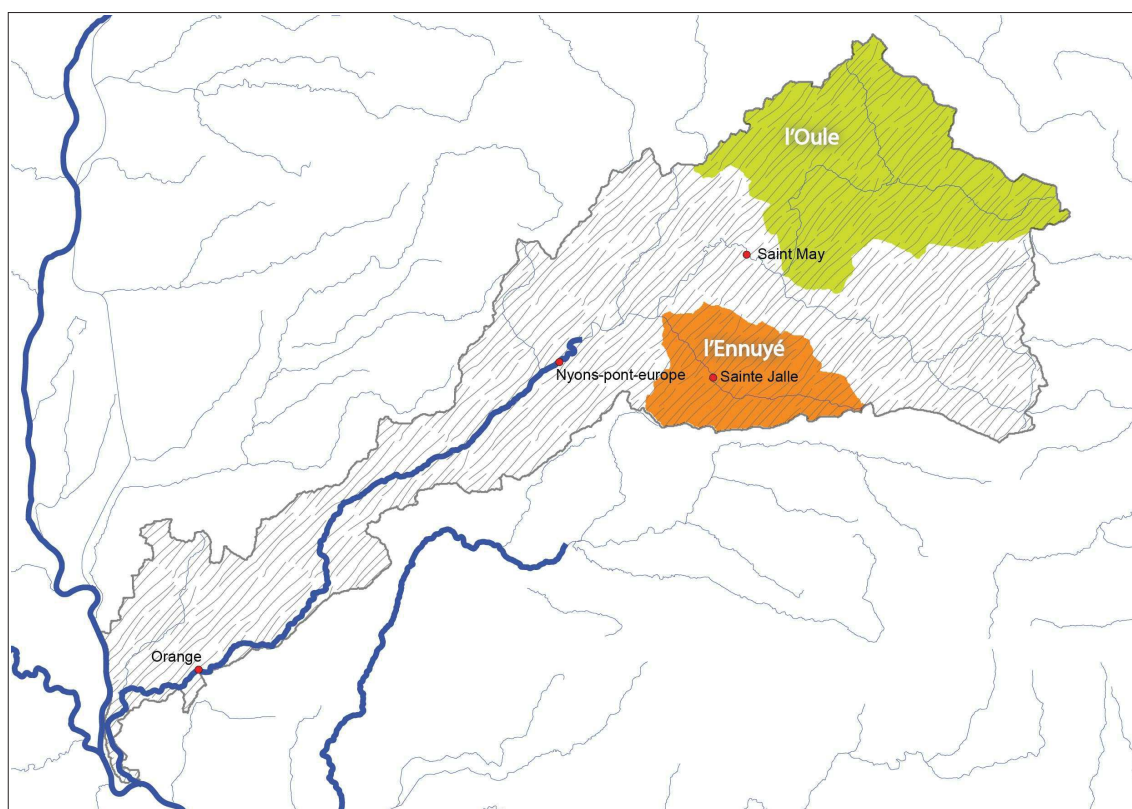 l'Oule
Saint May
l'Ennuyé
Nyons-pont-europe
Sainte Jalle
Orange